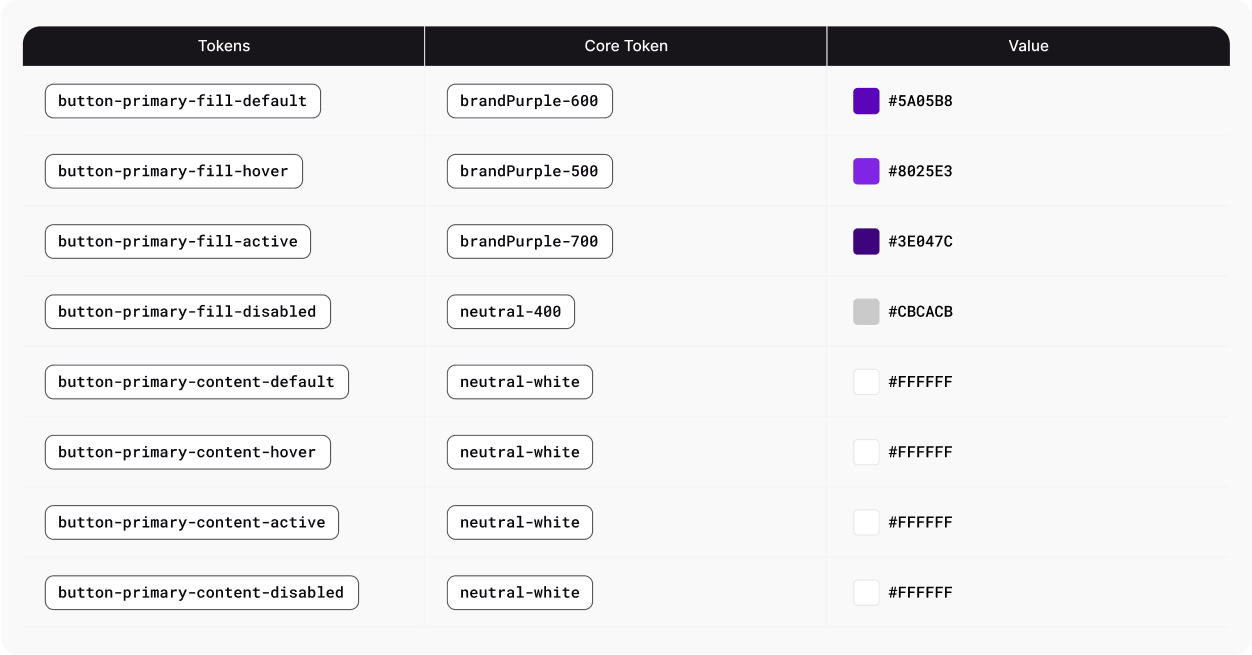 Tokens Core Token Value
button-primary-fill-default brandPurple-600 #5A05B8
button-primary-fill-hover brandPurple-500 #8025E3
button-primary-fill-active brandPurple-700 #3E047C
button-primary-fill-disabled neutral-400 #CBCACB
button-primary-content-default neutral-white #FFFFFF
button-primary-content-hover neutral-white #FFFFFF
button-primary-content-active neutral-white #FFFFFF
button-primary-content-disabled neutral-white #FFFFFF